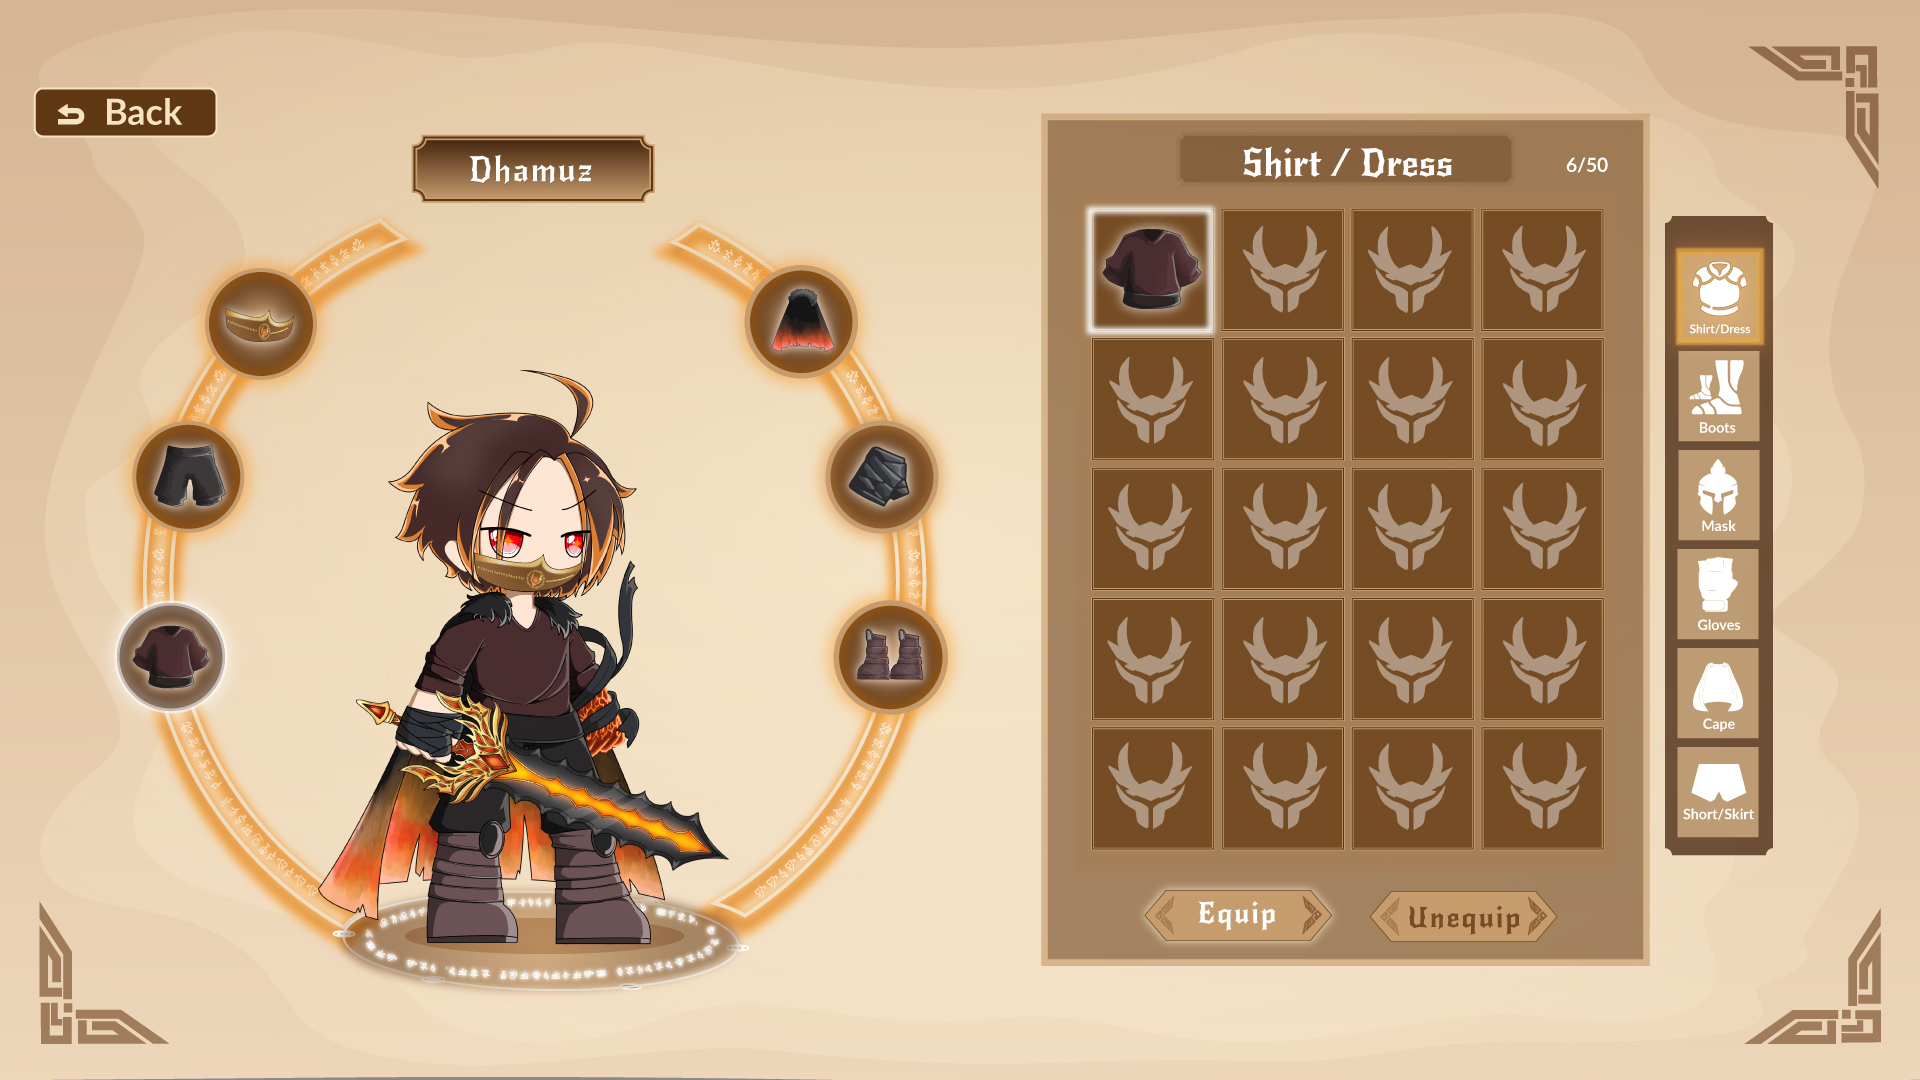 Back
Dhamuz
Shirt / Dress
6/50
Shirt/Dress
Boots
Mask
Gloves
Cape
Short/Skirt
Equip
Unequip